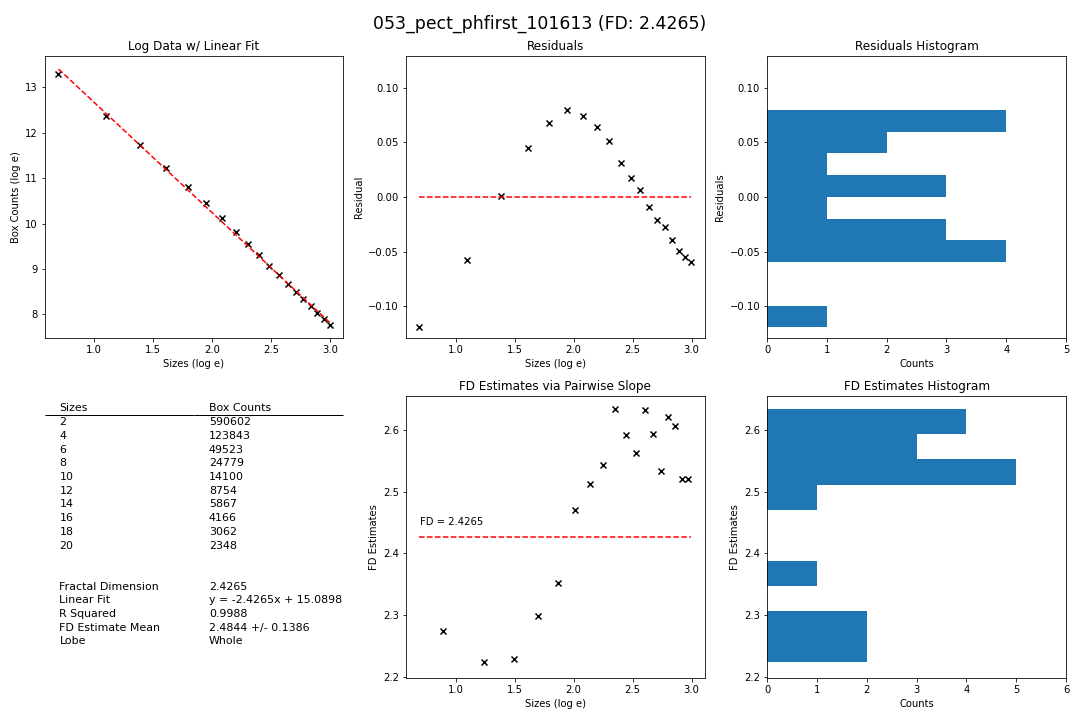 053_pect_phfirst_101613 (FD: 2.4265)
Log Data w/ Linear Fit
Box Counts (log e)
13
12
11
10
9
8
1.0 1.5 2.0 2.5 3.0
Sizes (log e)
Residuals
Residual
0.10
0.05
0.00
−0.05
−0.10
1.0 1.5 2.0 2.5 3.0
Sizes (log e)
Residuals Histogram
Residuals
0.10
0.05
0.00
−0.05
−0.10
0 1 2 3 4 5
Counts
Sizes Box Counts
2 590602
4 123843
6 49523
8 24779
10 14100
12 8754
14 5867
16 4166
18 3062
20 2348
Fractal Dimension 2.4265
Linear Fit y = -2.4265x + 15.0898
R Squared 0.9988
FD Estimate Mean 2.4844 +/- 0.1386
Lobe Whole
FD Estimates via Pairwise Slope
FD Estimates
2.6
2.5
2.4
2.3
2.2
FD = 2.4265
1.0 1.5 2.0 2.5 3.0
Sizes (log e)
FD Estimates Histogram
FD Estimates
2.6
2.5
2.4
2.3
2.2
0 1 2 3 4 5 6
Counts